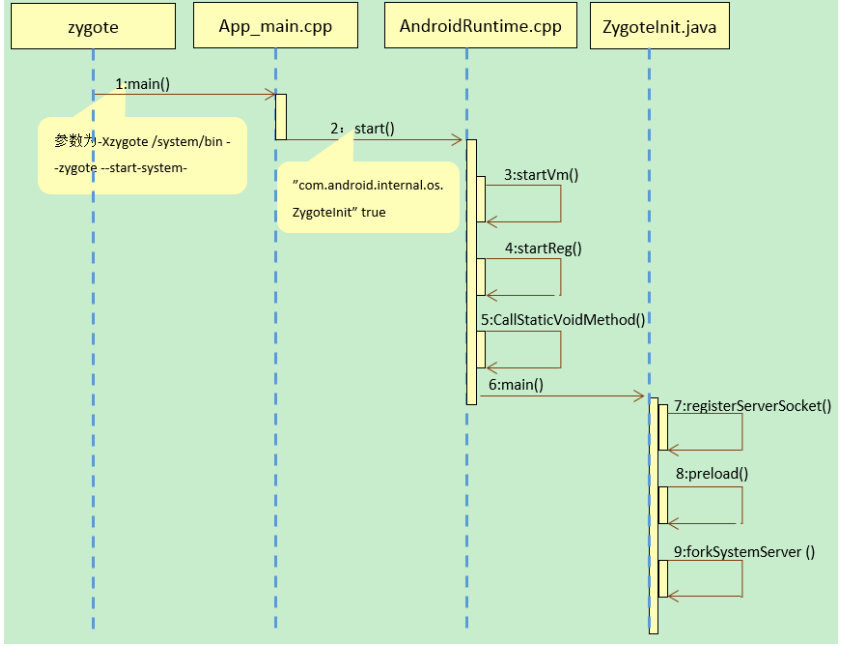 zygote
App_main.cpp
AndroidRuntime.cpp
ZygoteInit.java
1:main()
参数为-Xzygote /system/bin -
-zygote --start-system-
2：start()
”com.android.internal.os.
ZygoteInit” true
3:startVm()
4:startReg()
5:CallStaticVoidMethod()
6:main()
7:registerServerSocket()
8:preload()
9:forkSystemServer ()